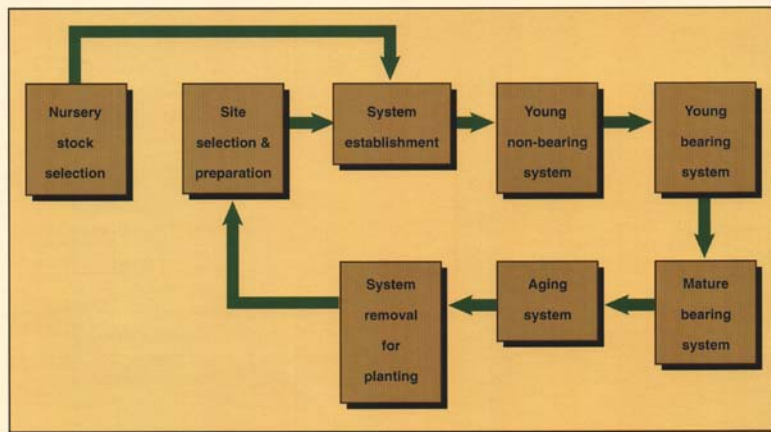 Nursery
stock
selection
Site
selection &
preparation
System
establishment
Young
non-bearing
system
Young
bearing
system
System
removal
for
planting
Aging
system
Mature
bearing
system